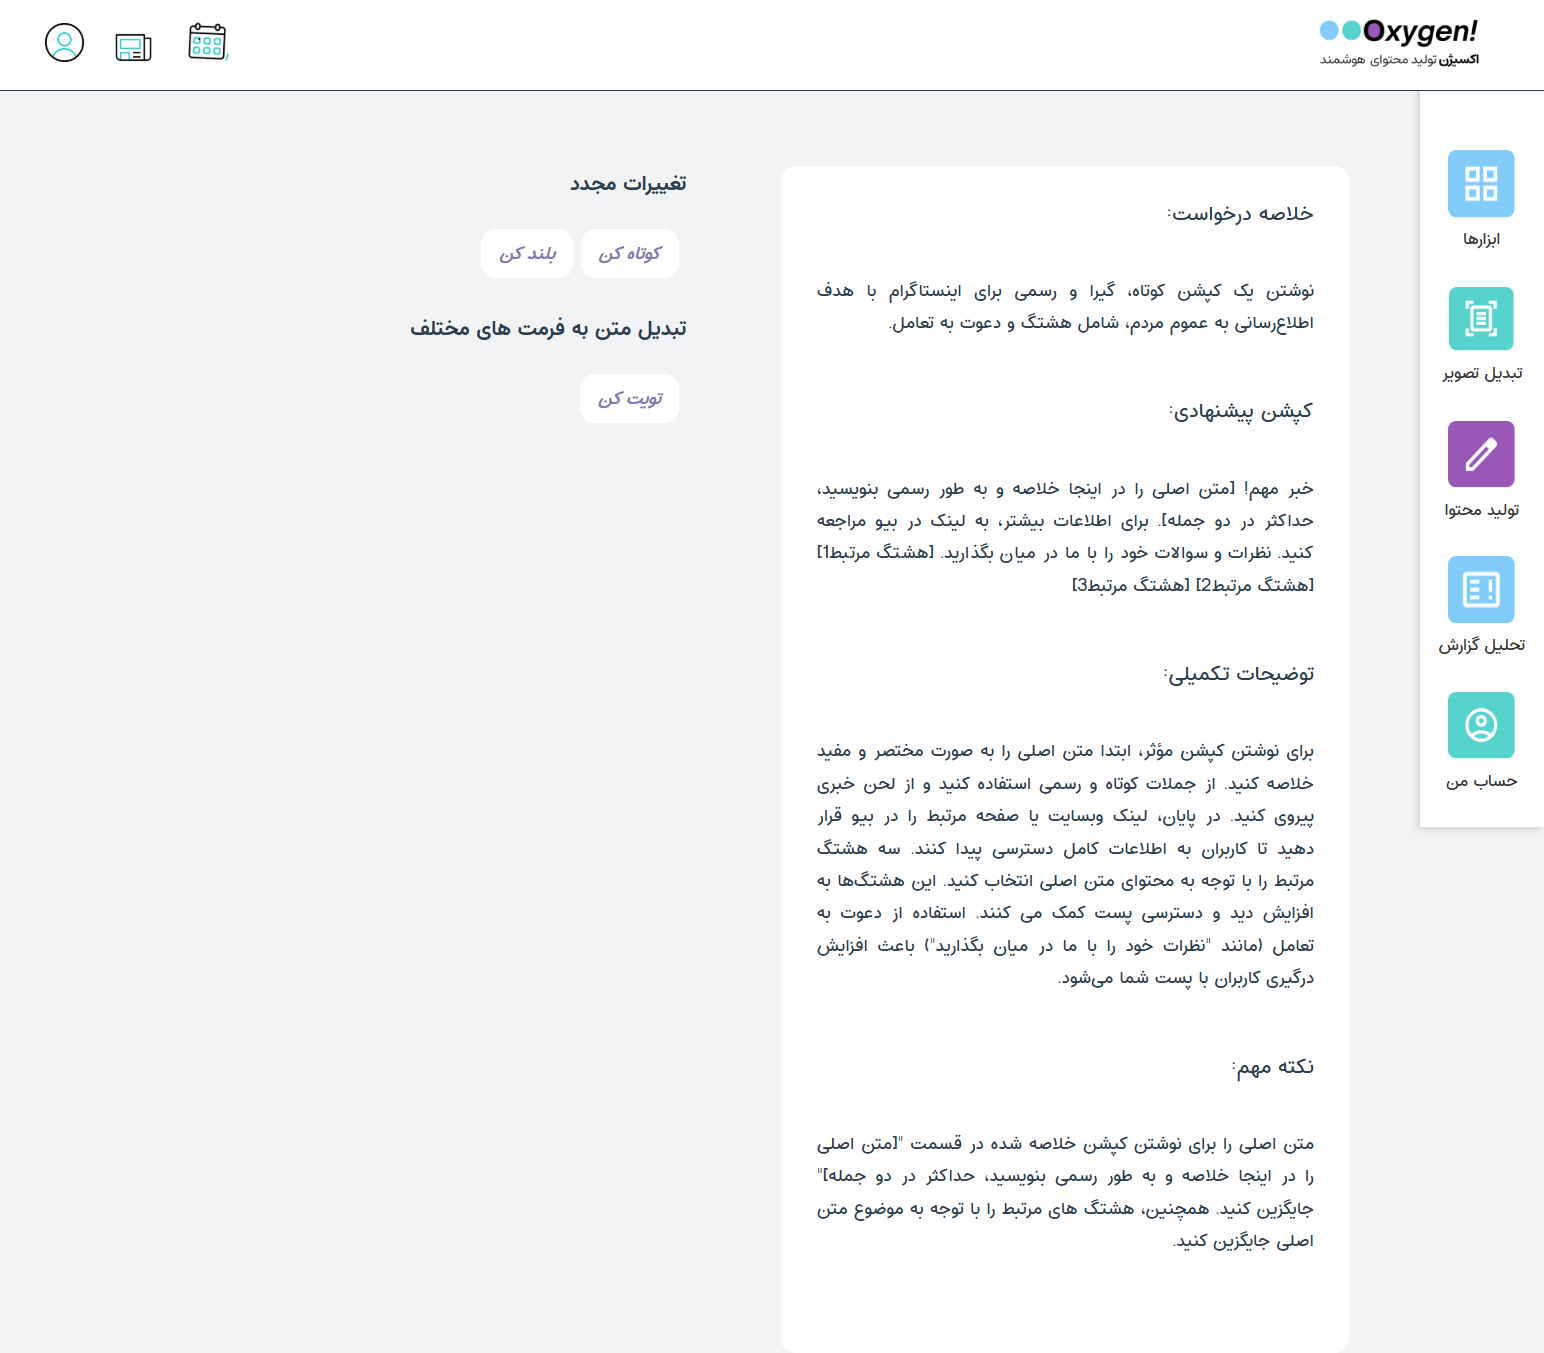 Oxygen!
اکسیژن تولید محتوای هوشمند
ابزارها
تبدیل تصویر
تولید محتوا
تحلیل گزارش
حساب من
خلاصه درخواست:
نوشتن یک کپشن کوتاه، گیرا و رسمی برای اینستاگرام با هدف
اطلاع‌رسانی به عموم مردم، شامل هشتگ و دعوت به تعامل.
کپشن پیشنهادی:
خبر مهم! [متن اصلی را در اینجا خلاصه و به طور رسمی بنویسید،
حداکثر در دو جمله]. برای اطلاعات بیشتر، به لینک در بیو مراجعه
کنید. نظرات و سوالات خود را با ما در میان بگذارید. [هشتگ مرتبط1]
[هشتگ مرتبط2] [هشتگ مرتبط3]
توضیحات تکمیلی:
برای نوشتن کپشن مؤثر، ابتدا متن اصلی را به صورت مختصر و مفید
خلاصه کنید. از جملات کوتاه و رسمی استفاده کنید و از لحن خبری
پیروی کنید. در پایان، لینک وبسایت یا صفحه مرتبط را در بیو قرار
دهید تا کاربران به اطلاعات کامل دسترسی پیدا کنند. سه هشتگ
مرتبط را با توجه به محتوای متن اصلی انتخاب کنید. این هشتگ‌ها به
افزایش دید و دسترسی پست کمک می کنند. استفاده از دعوت به
تعامل (مانند "نظرات خود را با ما در میان بگذارید") باعث افزایش
درگیری کاربران با پست شما می‌شود.
نکته مهم:
متن اصلی را برای نوشتن کپشن خلاصه شده در قسمت "[متن اصلی
را در اینجا خلاصه و به طور رسمی بنویسید، حداکثر در دو جمله]"
جایگزین کنید. همچنین، هشتگ های مرتبط را با توجه به موضوع متن
اصلی جایگزین کنید.
تغییرات مجدد
کوتاه کن
بلند کن
تبدیل متن به فرمت های مختلف
توییت کن